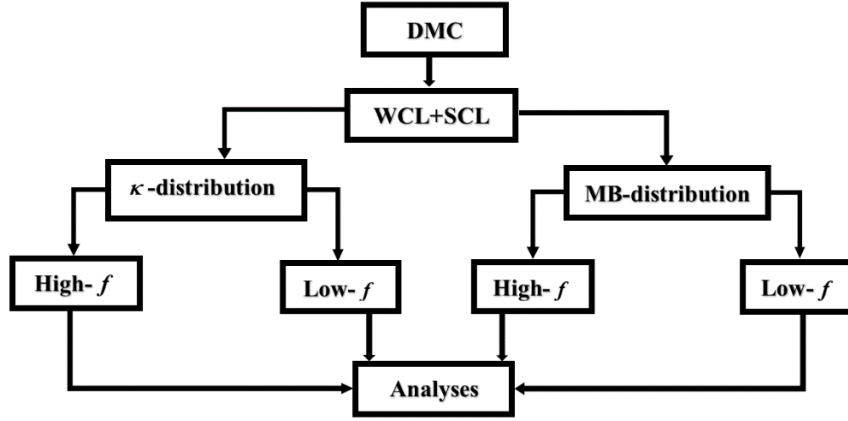 DMC
WCL+SCL
κ-distribution
MB-distribution
High- f
Low- f
High- f
Low- f
Analyses